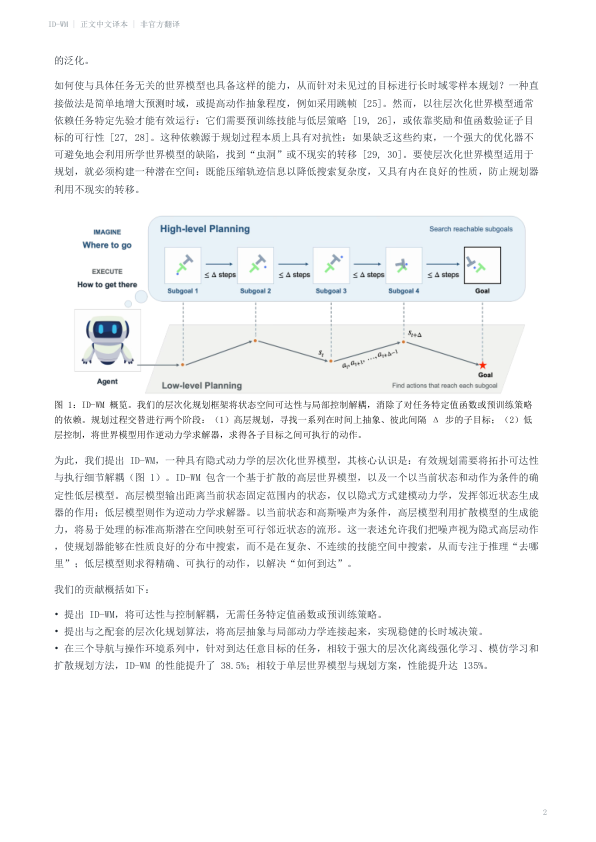 ID-WM | 正文中文译本 | 非官方翻译
的泛化。
如何使与具体任务无关的世界模型也具备这样的能力，从而针对未见过的目标进行长时域零样本规划？一种直
接做法是简单地增大预测时域，或提高动作抽象程度，例如采用跳帧 [25]。然而，以往层次化世界模型通常
依赖任务特定先验才能有效运行：它们需要预训练技能与低层策略 [19, 26]，或依靠奖励和值函数验证子目
标的可行性 [27, 28]。这种依赖源于规划过程本质上具有对抗性：如果缺乏这些约束，一个强大的优化器不
可避免地会利用所学世界模型的缺陷，找到“虫洞”或不现实的转移 [29, 30]。要使层次化世界模型适用于
规划，就必须构建一种潜在空间：既能压缩轨迹信息以降低搜索复杂度，又具有内在良好的性质，防止规划器
利用不现实的转移。
IMAGINE
Where to go
EXECUTE
How to get there
Agent
High-level Planning
Search reachable subgoals
≤ Δ steps
≤ Δ steps
≤ Δ steps
≤ Δ steps
Subgoal 1
Subgoal 2
Subgoal 3
Subgoal 4
Goal
s_t
a_t, a_{t+1}, ..., a_{t+Δ-1}
s_{t+Δ}
Goal
Low-level Planning
Find actions that reach each subgoal
图 1：ID-WM 概览。我们的层次化规划框架将状态空间可达性与局部控制解耦，消除了对任务特定值函数或预训练策略
的依赖。规划过程交替进行两个阶段：（1）高层规划，寻找一系列在时间上抽象、彼此间隔 Δ 步的子目标；（2）低
层控制，将世界模型用作逆动力学求解器，求得各子目标之间可执行的动作。
为此，我们提出 ID-WM，一种具有隐式动力学的层次化世界模型，其核心认识是：有效规划需要将拓扑可达性
与执行细节解耦（图 1）。ID-WM 包含一个基于扩散的高层世界模型，以及一个以当前状态和动作为条件的确
定性低层模型。高层模型输出距离当前状态固定范围内的状态，仅以隐式方式建模动力学，发挥邻近状态生成
器的作用；低层模型则作为逆动力学求解器。以当前状态和高斯噪声为条件，高层模型利用扩散模型的生成能
力，将易于处理的标准高斯潜在空间映射至可行邻近状态的流形。这一表述允许我们把噪声视为隐式高层动作
，使规划器能够在性质良好的分布中搜索，而不是在复杂、不连续的技能空间中搜索，从而专注于推理“去哪
里”；低层模型则求得精确、可执行的动作，以解决“如何到达”。
我们的贡献概括如下：
• 提出 ID-WM，将可达性与控制解耦，无需任务特定值函数或预训练策略。
• 提出与之配套的层次化规划算法，将高层抽象与局部动力学连接起来，实现稳健的长时域决策。
• 在三个导航与操作环境系列中，针对到达任意目标的任务，相较于强大的层次化离线强化学习、模仿学习和
扩散规划方法，ID-WM 的性能提升了 38.5%；相较于单层世界模型与规划方案，性能提升达 135%。
2